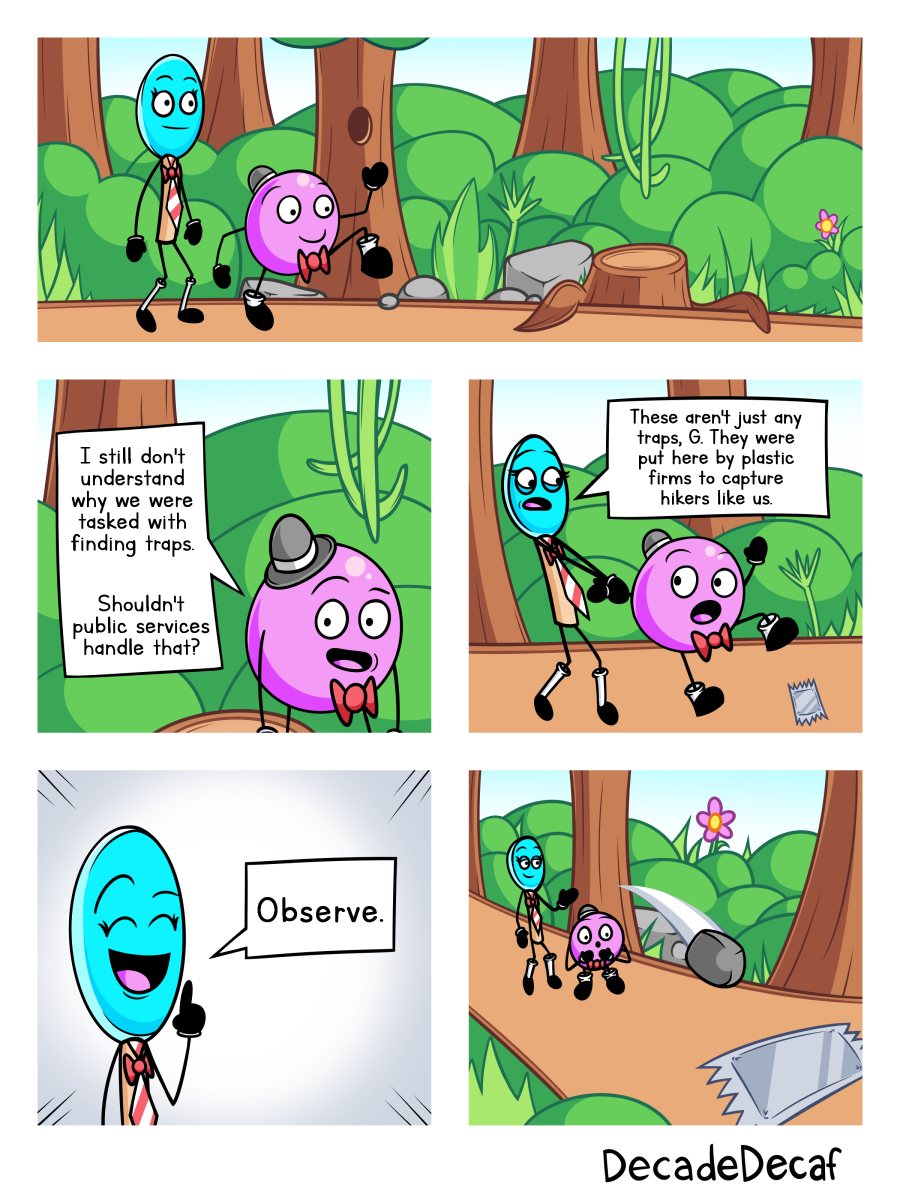 I still don't
understand
why we were
tasked with
finding traps.
Shouldn't
public services
handle that?
These aren't just any
traps, G. They were
put here by plastic
firms to capture
hikers like us.
Observe.
DecadeDecaf